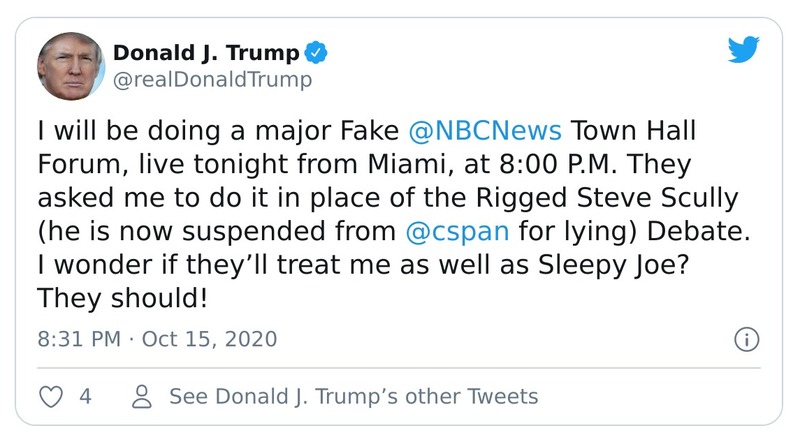 Donald J. Trump
@realDonaldTrump
I will be doing a major Fake @NBCNews Town Hall
Forum, live tonight from Miami, at 8:00 P.M. They
asked me to do it in place of the Rigged Steve Scully
(he is now suspended from @cspan for lying) Debate.
I wonder if they’ll treat me as well as Sleepy Joe?
They should!
8:31 PM · Oct 15, 2020
4 See Donald J. Trump’s other Tweets